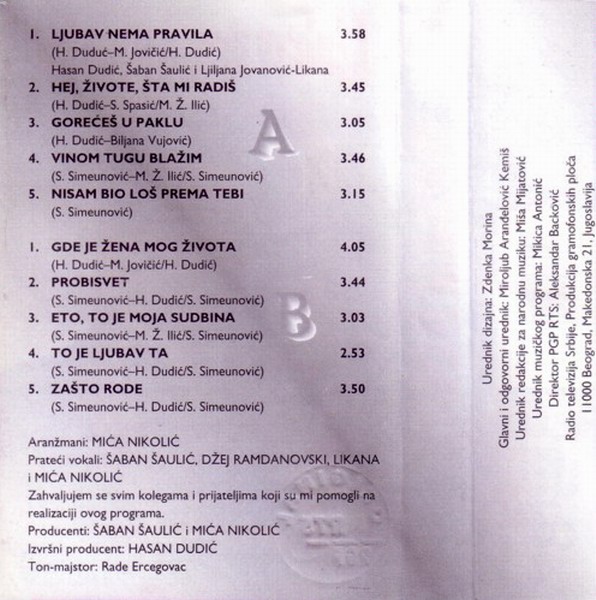 1. LJUBAV NEMA PRAVILA 3.58
(H. Duduć–M. Jovičić/H. Dudić)
Hasan Dudić, Šaban Šaulić i Ljiljana Jovanović-Likana
2. HEJ, ŽIVOTE, ŠTA MI RADIŠ 3.45
(H. Dudić–S. Spasić/M. Ž. Ilić)
3. GOREĆEŠ U PAKLU 3.05
(H. Dudić–Biljana Vujović)
4. VINOM TUGU BLAŽIM 3.46
(S. Simeunović–M. Ž. Ilić/S. Simeunović)
5. NISAM BIO LOŠ PREMA TEBI 3.15
(S. Simeunović)
A
1. GDE JE ŽENA MOG ŽIVOTA 4.05
(H. Dudić–M. Jovičić/H. Dudić)
2. PROBISVET 3.44
(S. Simeunović–H. Dudić/S. Simeunović)
3. ETO, TO JE MOJA SUDBINA 3.03
(S. Simeunović–M. Ž. Ilić/S. Simeunović)
4. TO JE LJUBAV TA 2.53
(S. Simeunović–H. Dudić/S. Simeunović)
5. ZAŠTO RODE 3.50
(S. Simeunović–H. Dudić/S. Simeunović)
B
Aranžmani: MIĆA NIKOLIĆ
Prateći vokali: ŠABAN ŠAULIĆ, DŽEJ RAMDANOVSKI, LIKANA
i MIĆA NIKOLIĆ
Zahvaljujem se svim kolegama i prijateljima koji su mi pomogli na
realizaciji ovog programa.
Producenti: ŠABAN ŠAULIĆ i MIĆA NIKOLIĆ
Izvršni producent: HASAN DUDIĆ
Ton-majstor: Rade Ercegovac
Urednik dizajna: Zdenka Morina
Glavni i odgovorni urednik: Miroljub Aranđelović Kemiš
Urednik redakcije za narodnu muziku: Miša Mijatović
Urednik muzičkog programa: Mikica Antonić
Direktor PGP RTS: Aleksandar Backović
Radio televizija Srbije, Produkcija gramofonskih ploča
11000 Beograd, Makedonska 21, Jugoslavija